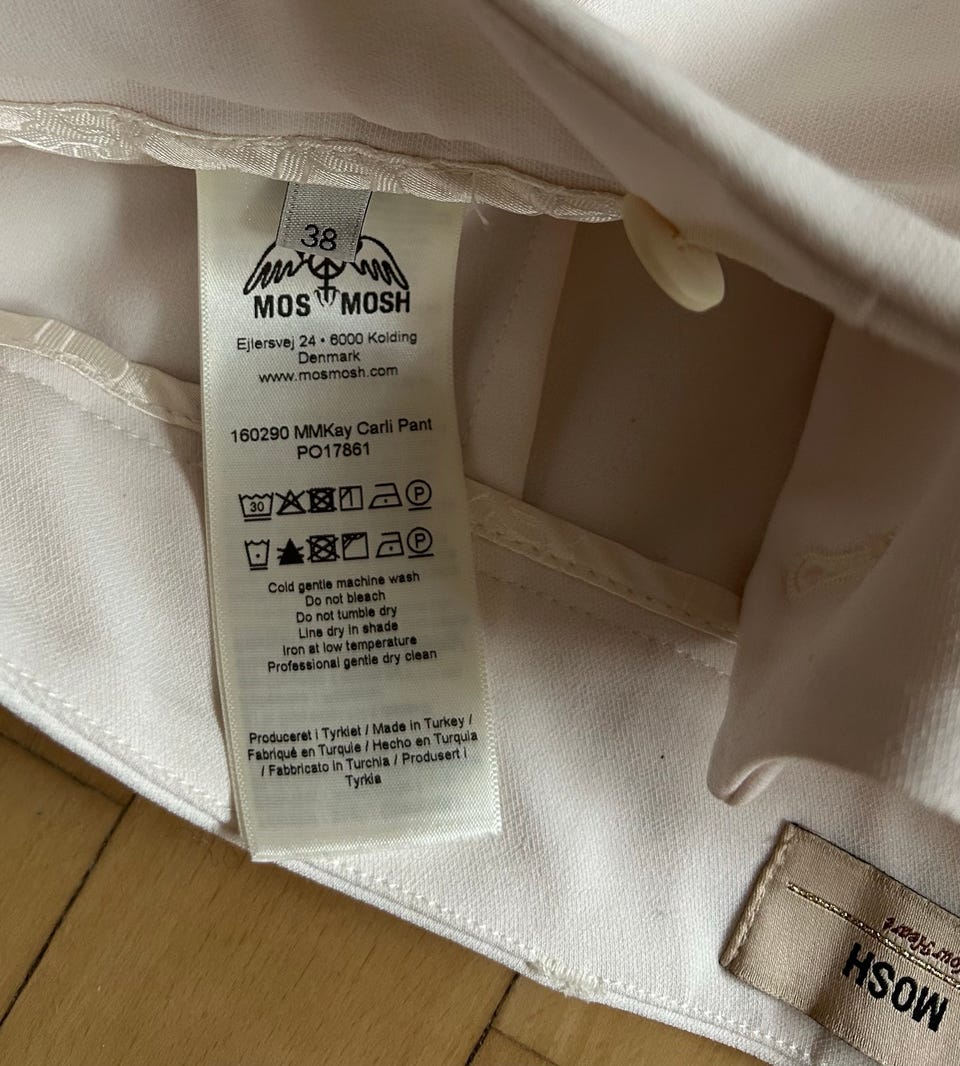 38
MOS MOSH
Ejlersvej 24 • 6000 Kolding
Denmark
www.mosmosh.com
160290 MMKay Carli Pant
PO17861
30 P
P
Cold gentle machine wash
Do not bleach
Do not tumble dry
Line dry in shade
Iron at low temperature
Professional gentle dry clean
Produceret i Tyrkiet / Made in Turkey /
Fabriqué en Turquie / Hecho en Turquia
/ Fabbricato in Turchia / Produsert i
Tyrkia
MOSH
Heart